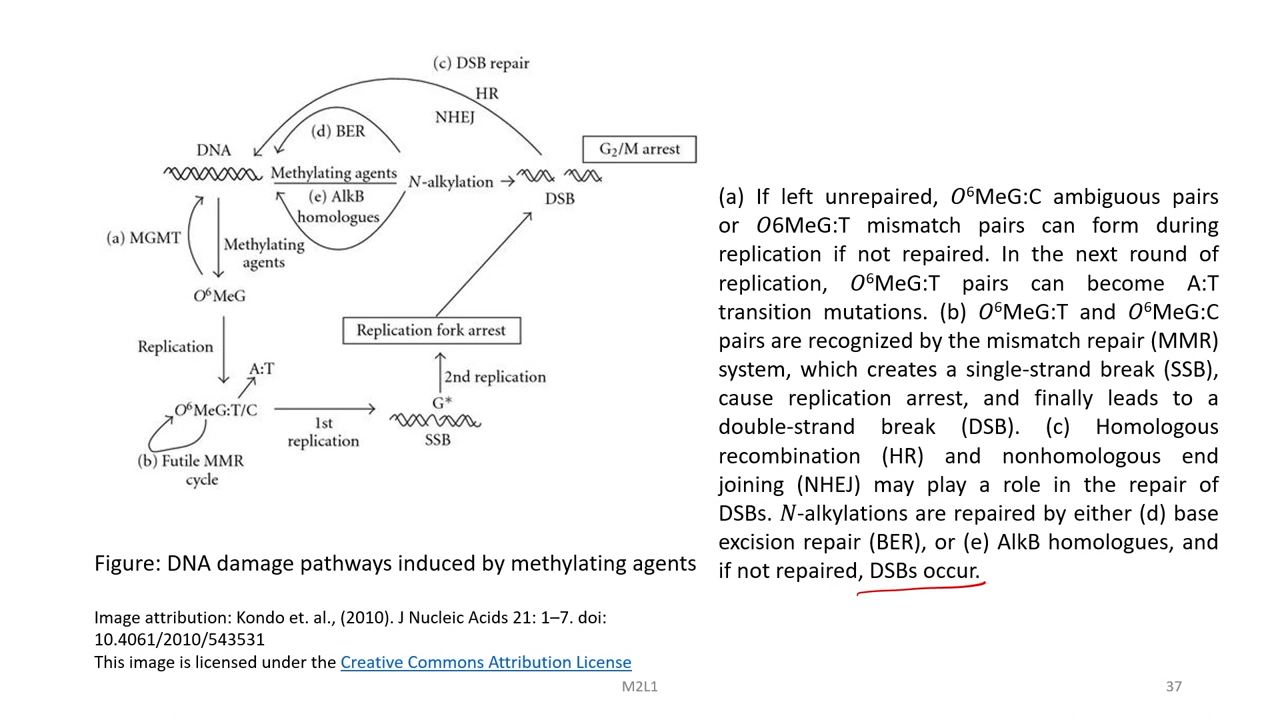 (c) DSB repair
HR
NHEJ
(d) BER
G2/M arrest
DNA
Methylating agents
N-alkylation
(e) AlkB
homologues
DSB
(a) MGMT
Methylating
agents
O⁶MeG
Replication fork arrest
Replication
A:T
2nd replication
G*
O⁶MeG:T/C
1st
replication
SSB
(b) Futile MMR
cycle
(a) If left unrepaired, O⁶MeG:C ambiguous pairs
or O6MeG:T mismatch pairs can form during
replication if not repaired. In the next round of
replication, O⁶MeG:T pairs can become A:T
transition mutations. (b) O⁶MeG:T and O⁶MeG:C
pairs are recognized by the mismatch repair (MMR)
system, which creates a single-strand break (SSB),
cause replication arrest, and finally leads to a
double-strand break (DSB). (c) Homologous
recombination (HR) and nonhomologous end
joining (NHEJ) may play a role in the repair of
DSBs. N-alkylations are repaired by either (d) base
excision repair (BER), or (e) AlkB homologues, and
if not repaired, DSBs occur.
Figure: DNA damage pathways induced by methylating agents
Image attribution: Kondo et. al., (2010). J Nucleic Acids 21: 1–7. doi:
10.4061/2010/543531
This image is licensed under the Creative Commons Attribution License
M2L1
37